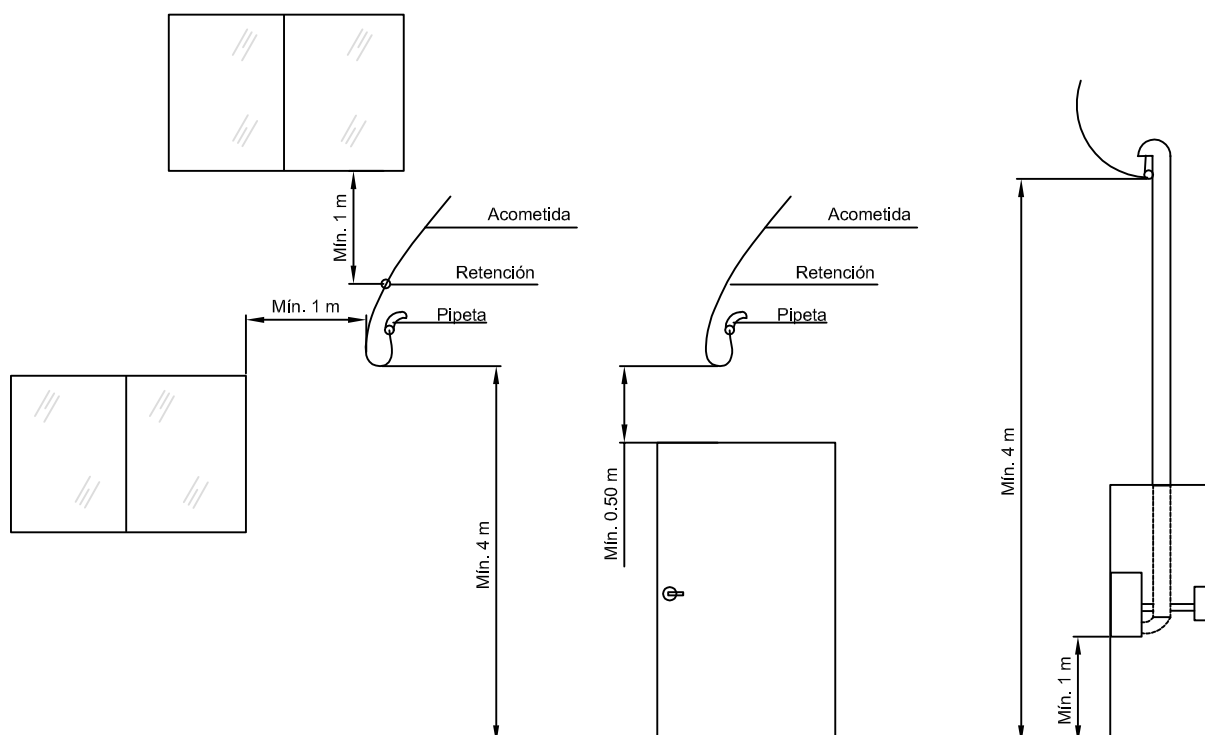 Mín. 1 m
Mín. 1 m
Acometida
Retención
Pipeta
Mín. 4 m
Acometida
Retención
Pipeta
Mín. 0.50 m
Mín. 4 m
Mín. 1 m